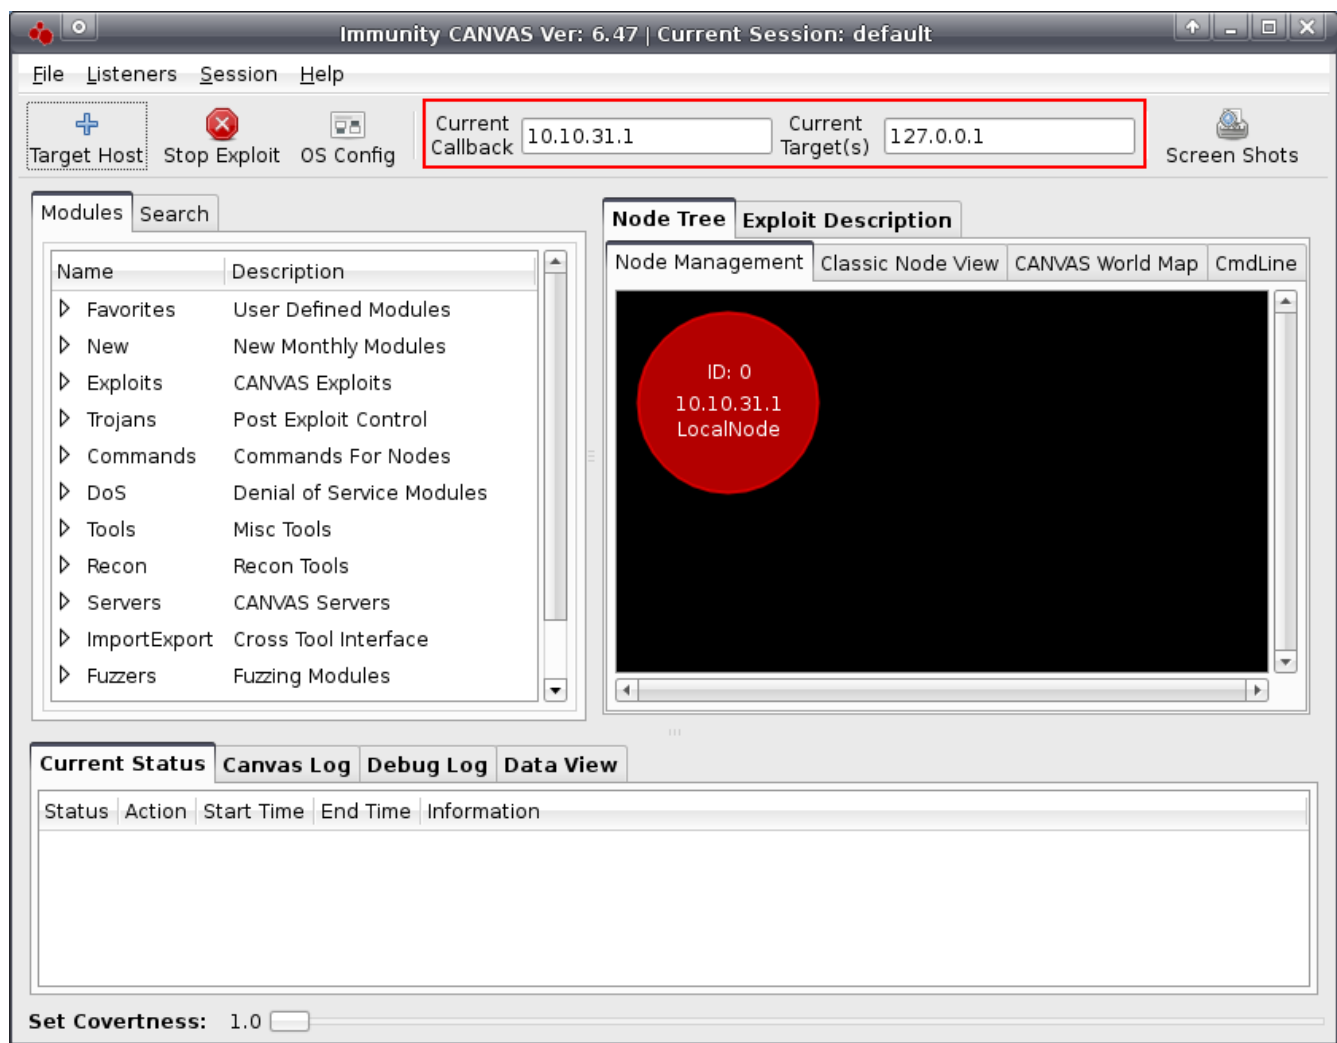 Immunity CANVAS Ver: 6.47 | Current Session: default
File Listeners Session Help
Target Host Stop Exploit OS Config Current Callback 10.10.31.1 Current Target(s) 127.0.0.1 Screen Shots
Modules Search
Name Description
Favorites User Defined Modules
New New Monthly Modules
Exploits CANVAS Exploits
Trojans Post Exploit Control
Commands Commands For Nodes
DoS Denial of Service Modules
Tools Misc Tools
Recon Recon Tools
Servers CANVAS Servers
ImportExport Cross Tool Interface
Fuzzers Fuzzing Modules
Node Tree Exploit Description
Node Management Classic Node View CANVAS World Map CmdLine
ID: 0
10.10.31.1
LocalNode
Current Status Canvas Log Debug Log Data View
Status Action Start Time End Time Information
Set Covertness: 1.0